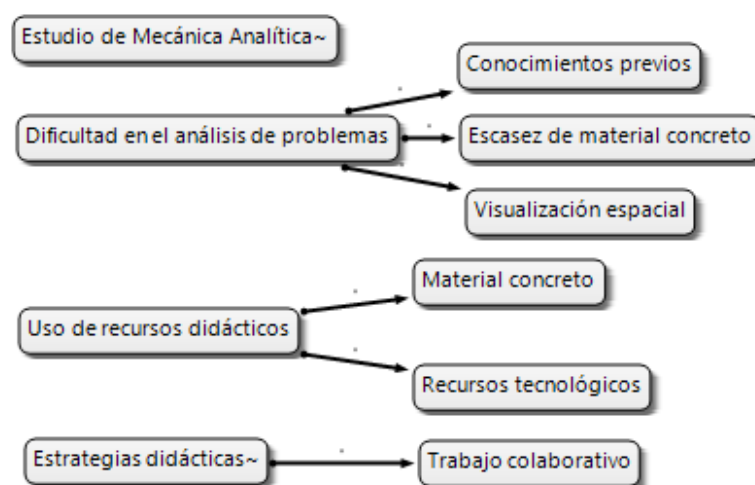 Estudio de Mecánica Analítica~
Conocimientos previos
Dificultad en el análisis de problemas
Escasez de material concreto
Visualización espacial
Material concreto
Uso de recursos didácticos
Recursos tecnológicos
Estrategias didácticas~
Trabajo colaborativo